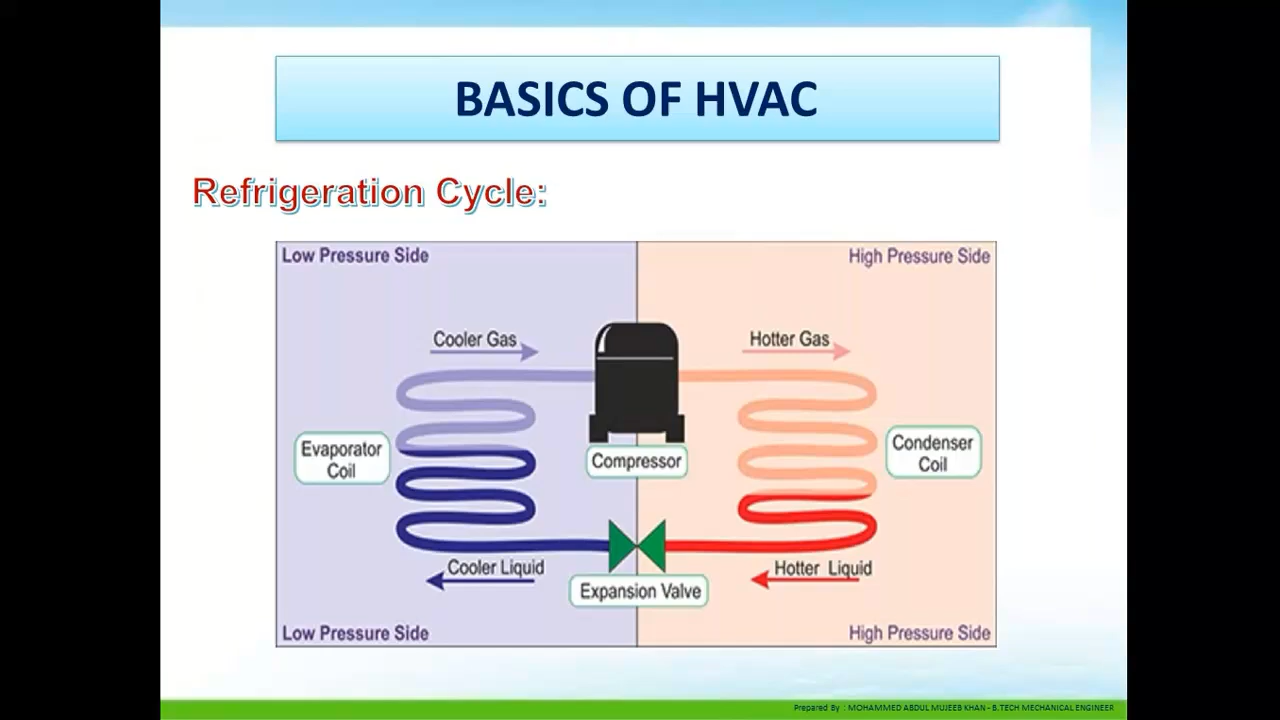 BASICS OF HVAC
Refrigeration Cycle:
Low Pressure Side
High Pressure Side
Cooler Gas
Hotter Gas
Evaporator
Coil
Compressor
Condenser
Coil
Cooler Liquid
Hotter Liquid
Expansion Valve
Low Pressure Side
High Pressure Side
Prepared By : MOHAMMED ABDUL MUJEEB KHAN - B.TECH MECHANICAL ENGINEER